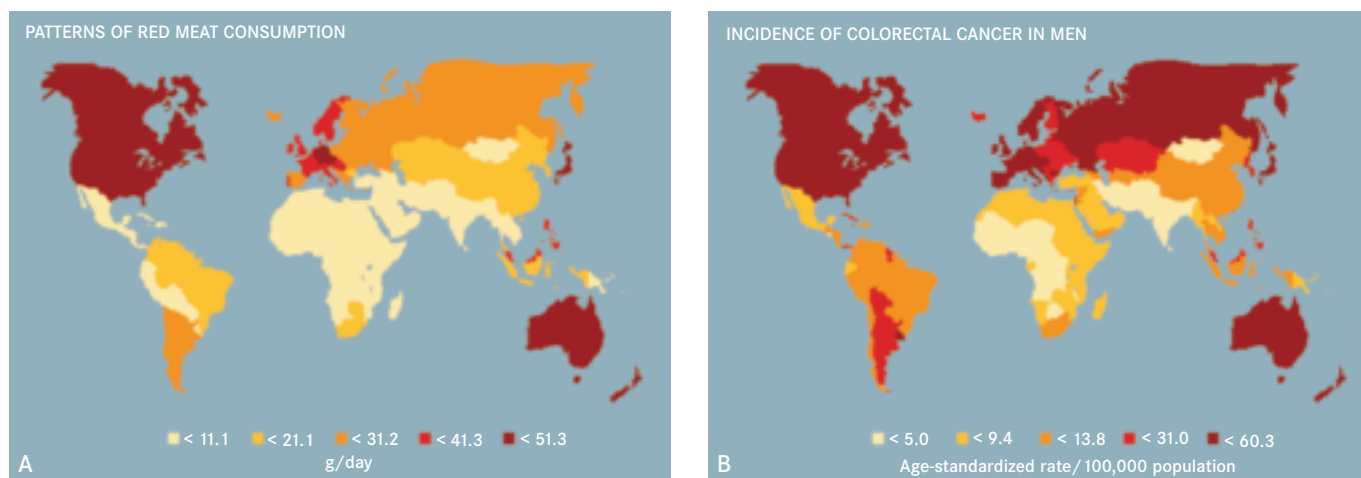 PATTERNS OF RED MEAT CONSUMPTION
< 11.1 < 21.1 < 31.2 < 41.3 < 51.3
g/day
A
INCIDENCE OF COLORECTAL CANCER IN MEN
< 5.0 < 9.4 < 13.8 < 31.0 < 60.3
Age-standardized rate/100,000 population
B